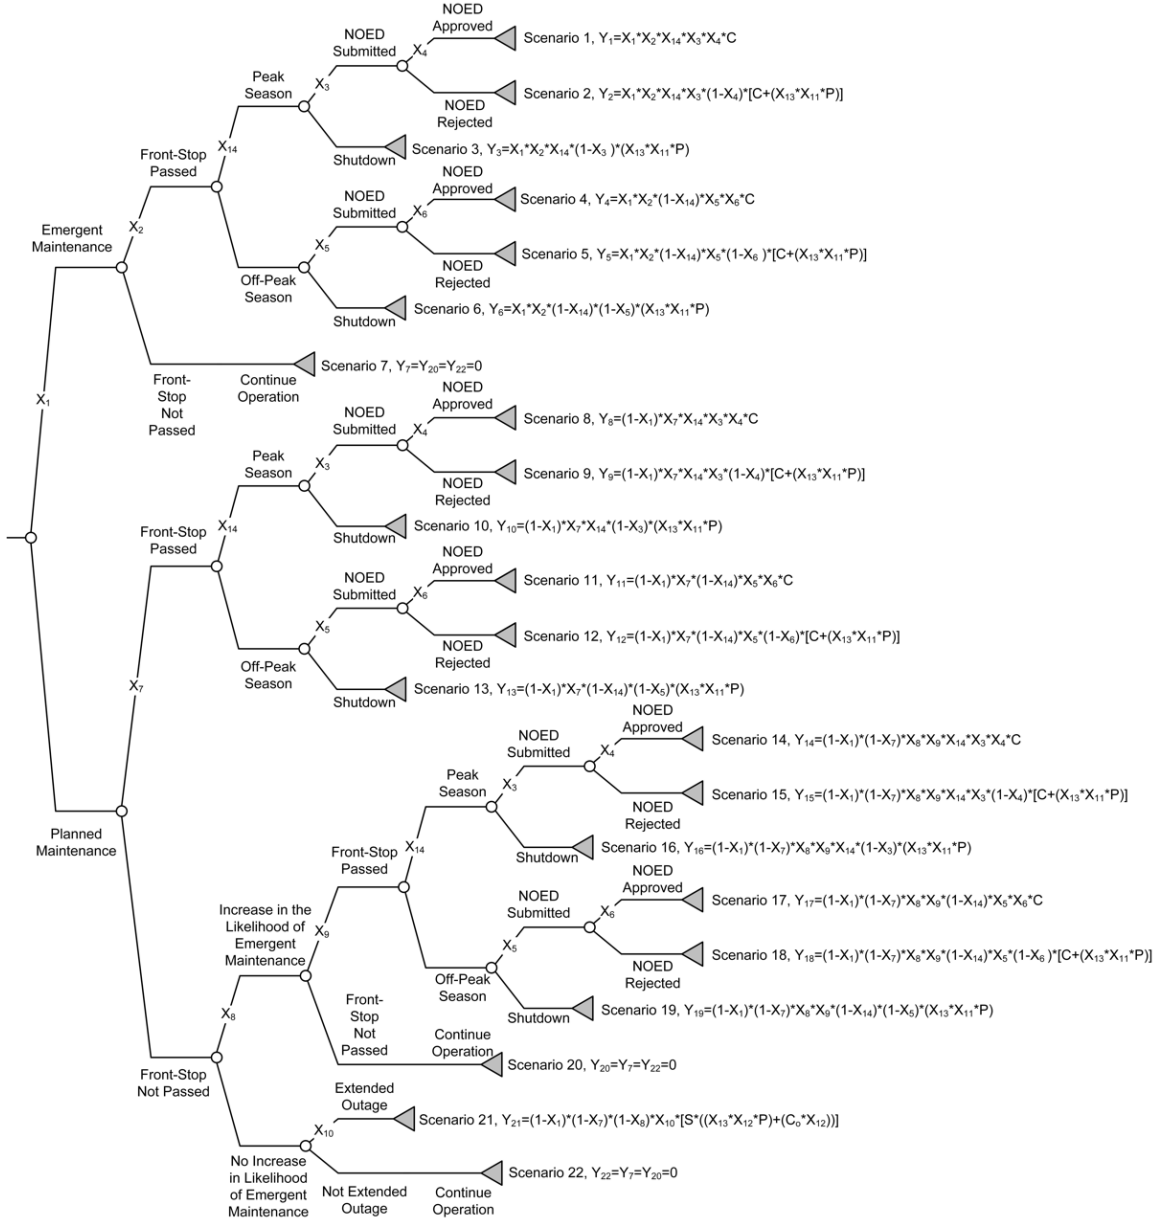 NOED
Approved
X4
Scenario 1, Y1=X1*X2*X14*X3*X4*C
NOED
Submitted
Peak
Season
X3
Scenario 2, Y2=X1*X2*X14*X3*(1-X4)*[C+(X13*X11*P)]
NOED
Rejected
X14
Front-Stop
Passed
Shutdown
Scenario 3, Y3=X1*X2*X14*(1-X3 )*(X13*X11*P)
NOED
Approved
X6
Scenario 4, Y4=X1*X2*(1-X14)*X5*X6*C
NOED
Submitted
X2
Emergent
Maintenance
X5
Scenario 5, Y5=X1*X2*(1-X14)*X5*(1-X6 )*[C+(X13*X11*P)]
NOED
Rejected
Off-Peak
Season
Shutdown
Scenario 6, Y6=X1*X2*(1-X14)*(1-X5)*(X13*X11*P)
Scenario 7, Y7=Y20=Y22=0
Front-
Stop
Not
Passed
Continue
Operation
X1
NOED
Approved
X4
Scenario 8, Y8=(1-X1)*X7*X14*X3*X4*C
NOED
Submitted
Peak
Season
X3
Scenario 9, Y9=(1-X1)*X7*X14*X3*(1-X4)*[C+(X13*X11*P)]
NOED
Rejected
X14
Front-Stop
Passed
Shutdown
Scenario 10, Y10=(1-X1)*X7*X14*(1-X3)*(X13*X11*P)
NOED
Approved
X6
Scenario 11, Y11=(1-X1)*X7*(1-X14)*X5*X6*C
NOED
Submitted
X5
Scenario 12, Y12=(1-X1)*X7*(1-X14)*X5*(1-X6)*[C+(X13*X11*P)]
NOED
Rejected
Off-Peak
Season
X7
Shutdown
Scenario 13, Y13=(1-X1)*X7*(1-X14)*(1-X5)*(X13*X11*P)
NOED
Approved
X4
Scenario 14, Y14=(1-X1)*(1-X7)*X8*X9*X14*X3*X4*C
NOED
Submitted
Peak
Season
X3
Scenario 15, Y15=(1-X1)*(1-X7)*X8*X9*X14*X3*(1-X4)*[C+(X13*X11*P)]
NOED
Rejected
Planned
Maintenance
X14
Front-Stop
Passed
Shutdown
Scenario 16, Y16=(1-X1)*(1-X7)*X8*X9*X14*(1-X3)*(X13*X11*P)
NOED
Approved
X6
Scenario 17, Y17=(1-X1)*(1-X7)*X8*X9*(1-X14)*X5*X6*C
NOED
Submitted
Increase in the
Likelihood of
Emergent
Maintenance
X9
X5
Scenario 18, Y18=(1-X1)*(1-X7)*X8*X9*(1-X14)*X5*(1-X6 )*[C+(X13*X11*P)]
NOED
Rejected
Off-Peak
Season
Shutdown
Scenario 19, Y19=(1-X1)*(1-X7)*X8*X9*(1-X14)*(1-X5)*(X13*X11*P)
X8
Front-
Stop
Not
Passed
Continue
Operation
Scenario 20, Y20=Y7=Y22=0
Front-Stop
Not Passed
Extended
Outage
X10
Scenario 21, Y21=(1-X1)*(1-X7)*(1-X8)*X10*[S*((X13*X12*P)+(Co*X12))]
No Increase
in Likelihood
of Emergent
Maintenance
Not Extended
Outage
Continue
Operation
Scenario 22, Y22=Y7=Y20=0